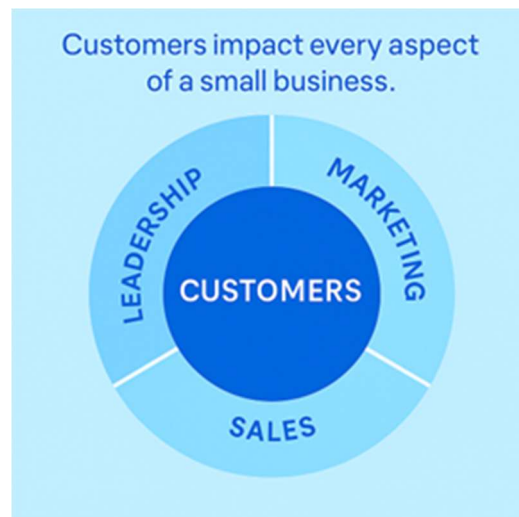 Customers impact every aspect
of a small business.
LEADERSHIP
MARKETING
CUSTOMERS
SALES